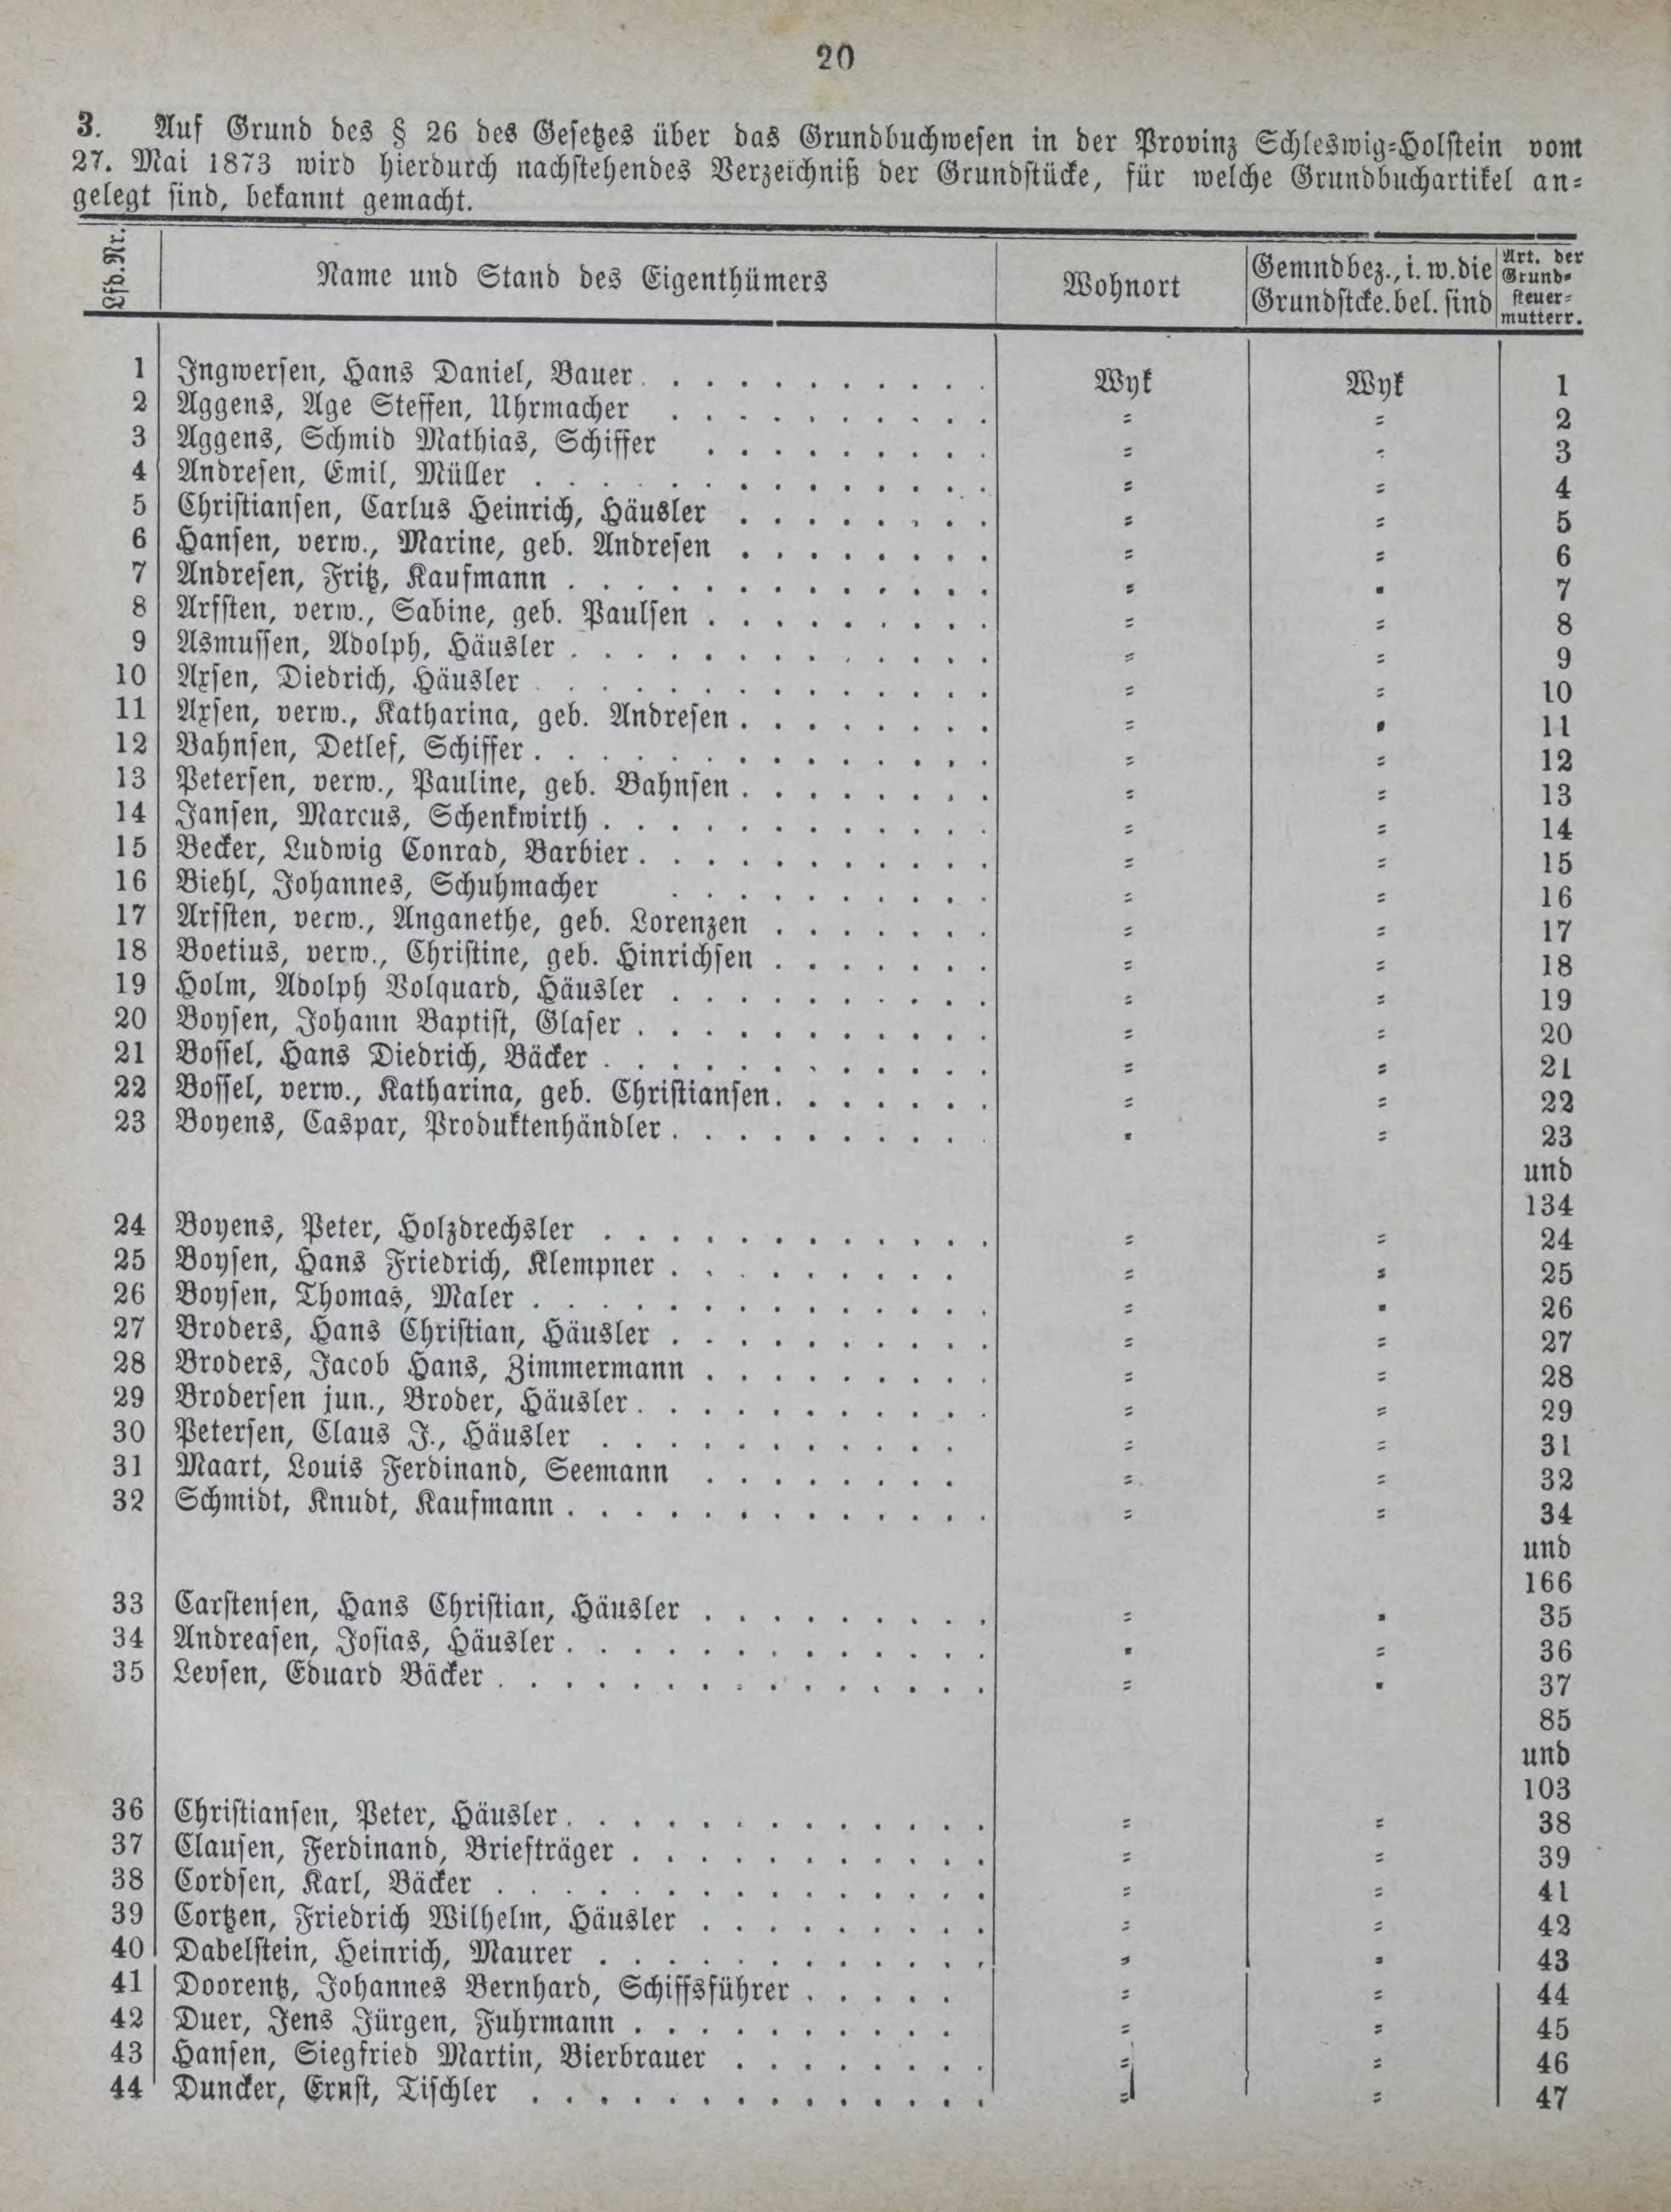 20
3. Auf Grund des § 26 des Gesetzes über das Grundbuchwesen in der Provinz Schleswig-Holstein vom
27. Mai 1873 wird hierdurch nachstehendes Verzeichniß der Grundstücke, für welche Grundbuchartikel an-
gelegt sind, bekannt gemacht.
Lfd. Nr. Name und Stand des Eigenthümers Wohnort Gemndbez., i. w. die Grundstcke. bel. sind Art. der Grund-steuer-mutterr.
1 Ingwersen, Hans Daniel, Bauer . . . . . . . . . . Wyk Wyk 1
2 Aggens, Age Steffen, Uhrmacher . . . . . . . . . . = = 2
3 Aggens, Schmid Mathias, Schiffer . . . . . . . . . = = 3
4 Andresen, Emil, Müller . . . . . . . . . . . . . . = = 4
5 Christiansen, Carlus Heinrich, Häusler . . . . . . . . = = 5
6 Hansen, verw., Marine, geb. Andresen . . . . . . . . = = 6
7 Andresen, Fritz, Kaufmann . . . . . . . . . . . . . = = 7
8 Arfsten, verw., Sabine, geb. Paulsen . . . . . . . . . = = 8
9 Asmussen, Adolph, Häusler . . . . . . . . . . . . . = = 9
10 Arfsen, Diedrich, Häusler . . . . . . . . . . . . . . = = 10
11 Arfsen, verw., Katharina, geb. Andresen . . . . . . . . = = 11
12 Bahnsen, Detlef, Schiffer . . . . . . . . . . . . . . = = 12
13 Petersen, verw., Pauline, geb. Bahnsen . . . . . . . . = = 13
14 Jansen, Marcus, Schenkwirth . . . . . . . . . . . . = = 14
15 Becker, Ludwig Conrad, Barbier . . . . . . . . . . . = = 15
16 Biehl, Johannes, Schuhmacher . . . . . . . . . . = = 16
17 Arfsten, verw., Anganethe, geb. Lorenzen . . . . . . . = = 17
18 Boetius, verw., Christine, geb. Hinrichsen . . . . . . . = = 18
19 Holm, Adolph Volquard, Häusler . . . . . . . . . . = = 19
20 Boysen, Johann Baptist, Glaser . . . . . . . . . . . = = 20
21 Bossel, Hans Diedrich, Bäcker . . . . . . . . . . . . = = 21
22 Bossel, verw., Katharina, geb. Christiansen . . . . . . . = = 22
23 Boyens, Caspar, Produktenhändler . . . . . . . . . . = = 23
und
134
24 Boyens, Peter, Holzdrechsler . . . . . . . . . . . . = = 24
25 Boysen, Hans Friedrich, Klempner . . . . . . . . . = = 25
26 Boysen, Thomas, Maler . . . . . . . . . . . . . . = = 26
27 Broders, Hans Christian, Häusler . . . . . . . . . . = = 27
28 Broders, Jacob Hans, Zimmermann . . . . . . . . . = = 28
29 Brodersen jun., Broder, Häusler . . . . . . . . . . . = = 29
30 Petersen, Claus J., Häusler . . . . . . . . . . . = = 31
31 Maart, Louis Ferdinand, Seemann . . . . . . . . = = 32
32 Schmidt, Knudt, Kaufmann . . . . . . . . . . . . . = = 34
und
166
33 Carstensen, Hans Christian, Häusler . . . . . . . . . = = 35
34 Andreasen, Josias, Häusler . . . . . . . . . . . . . = = 36
35 Levsen, Eduard Bäcker . . . . . . . . . . . . . . . = = 37
85
und
103
36 Christiansen, Peter, Häusler . . . . . . . . . . . . . = = 38
37 Clausen, Ferdinand, Briefträger . . . . . . . . . . . = = 39
38 Cordsen, Karl, Bäcker . . . . . . . . . . . . . . . = = 41
39 Cortzen, Friedrich Wilhelm, Häusler . . . . . . . . . = = 42
40 Dabelstein, Heinrich, Maurer . . . . . . . . . . . . = = 43
41 Doorentz, Johannes Bernhard, Schiffsführer . . . . . = = 44
42 Duer, Jens Jürgen, Fuhrmann . . . . . . . . . . = = 45
43 Hansen, Siegfried Martin, Bierbrauer . . . . . . . . = = 46
44 Duncker, Ernst, Tischler . . . . . . . . . . . . . . = = 47